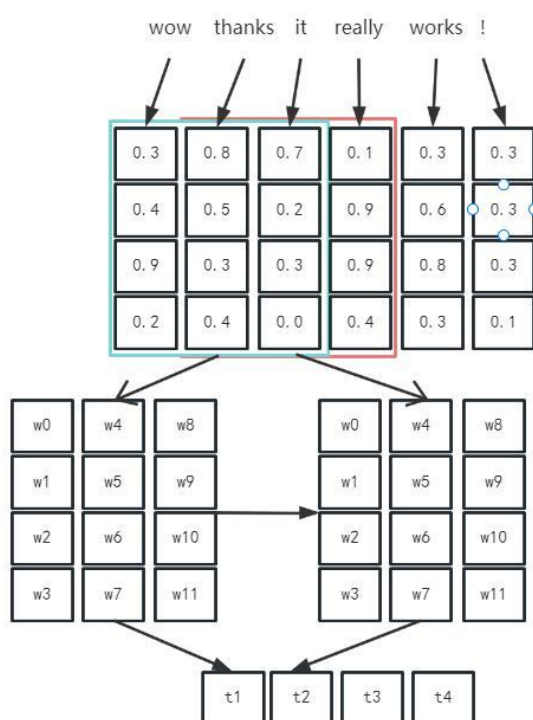 wow thanks it really works !
0.3 0.8 0.7 0.1 0.3 0.3
0.4 0.5 0.2 0.9 0.6 0.3
0.9 0.3 0.3 0.9 0.8 0.3
0.2 0.4 0.0 0.4 0.3 0.1
w0 w4 w8 w0 w4 w8
w1 w5 w9 w1 w5 w9
w2 w6 w10 w2 w6 w10
w3 w7 w11 w3 w7 w11
t1 t2 t3 t4